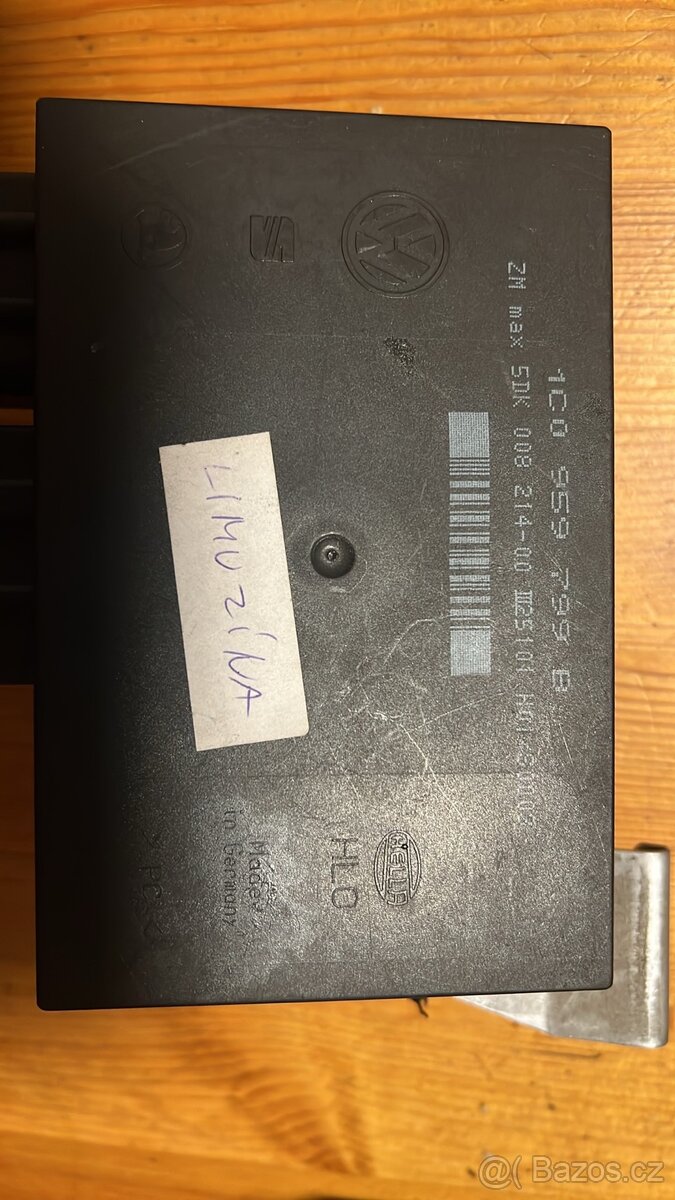 1C0 959 799 B
ZM max 5DK 008 214-00
HELLA
HLO
Made
in Germany
LIMUZÍNA
@( Bazos.cz